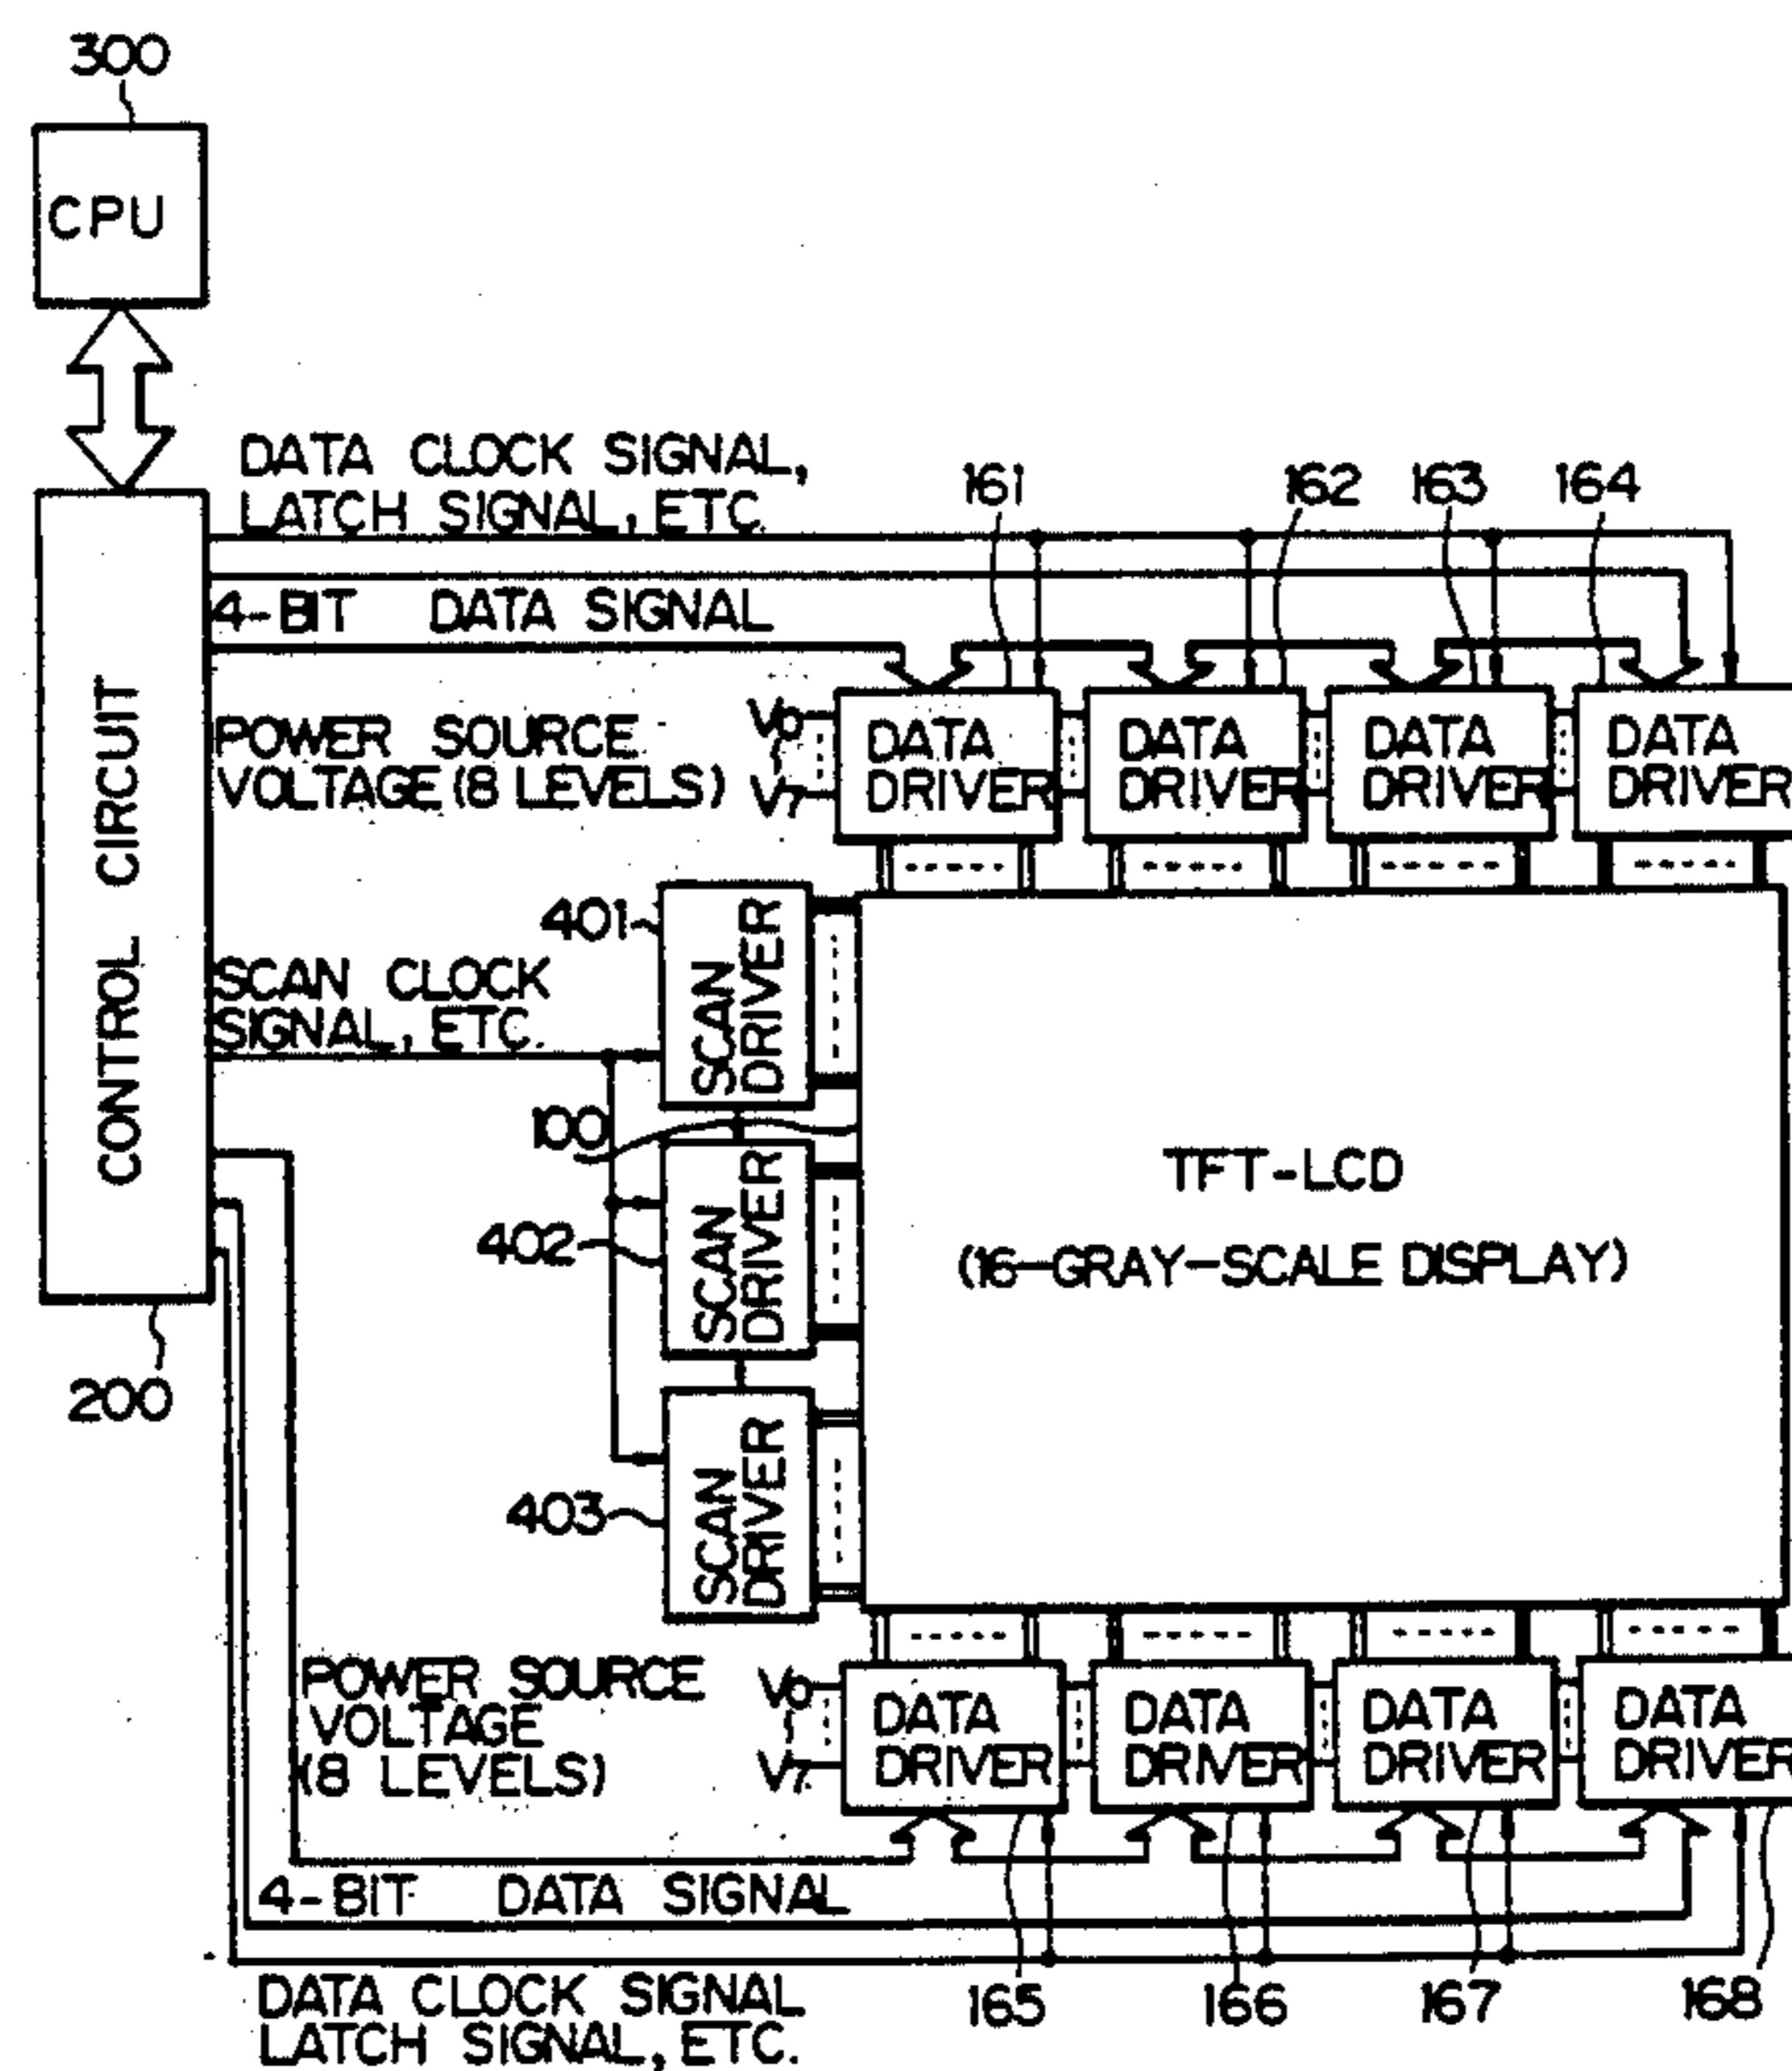 300
CPU
DATA CLOCK SIGNAL,
LATCH SIGNAL, ETC.
161
162
163
164
4-BIT DATA SIGNAL
CONTROL CIRCUIT
POWER SOURCE
VOLTAGE (8 LEVELS)
V0
V7
DATA
DRIVER
DATA
DRIVER
DATA
DRIVER
DATA
DRIVER
401
SCAN
DRIVER
SCAN CLOCK
SIGNAL, ETC.
100
TFT-LCD
(16-GRAY-SCALE DISPLAY)
402
SCAN
DRIVER
200
403
SCAN
DRIVER
POWER SOURCE
VOLTAGE
(8 LEVELS)
V0
V7
DATA
DRIVER
DATA
DRIVER
DATA
DRIVER
DATA
DRIVER
4-BIT DATA SIGNAL
DATA CLOCK SIGNAL
LATCH SIGNAL, ETC.
165
166
167
168